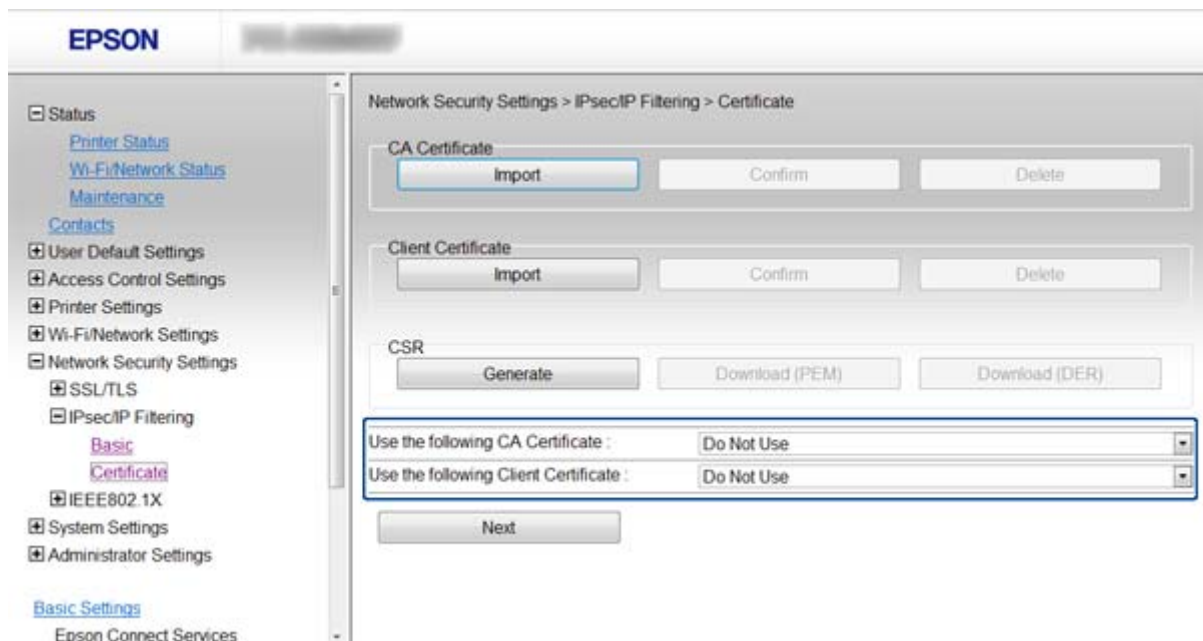 EPSON
Status
Printer Status
Wi-Fi/Network Status
Maintenance
Contacts
User Default Settings
Access Control Settings
Printer Settings
Wi-Fi/Network Settings
Network Security Settings
SSL/TLS
IPsec/IP Filtering
Basic
Certificate
IEEE802.1X
System Settings
Administrator Settings
Basic Settings
Epson Connect Services
Network Security Settings > IPsec/IP Filtering > Certificate
CA Certificate
Import Confirm Delete
Client Certificate
Import Confirm Delete
CSR
Generate Download (PEM) Download (DER)
Use the following CA Certificate : Do Not Use
Use the following Client Certificate : Do Not Use
Next